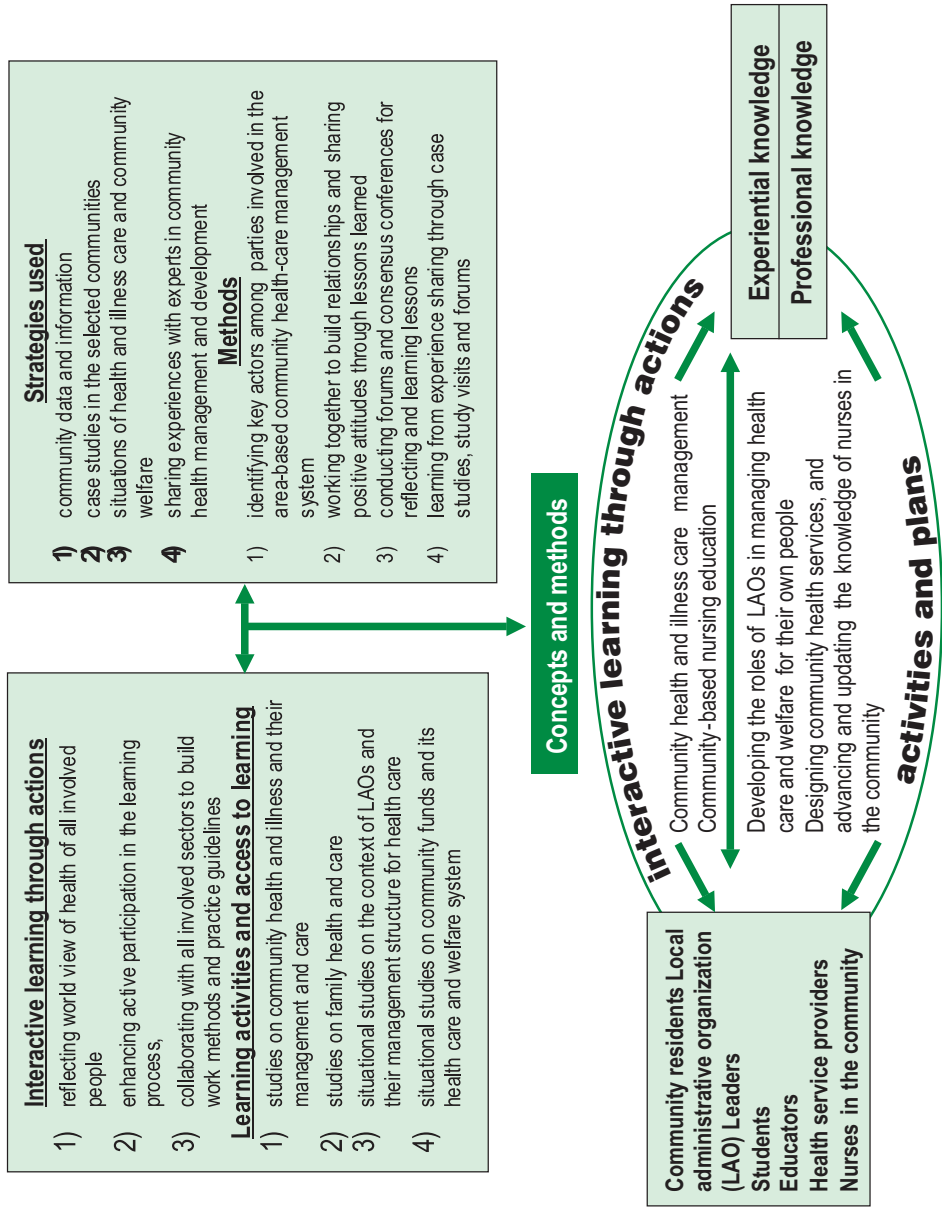 Interactive learning through actions
1) reflecting world view of health of all involved
people
2) enhancing active participation in the learning
process,
3) collaborating with all involved sectors to build
work methods and practice guidelines
Learning activities and access to learning
1) studies on community health and illness and their
management and care
2) studies on family health and care
3) situational studies on the context of LAOs and
their management structure for health care
4) situational studies on community funds and its
health care and welfare system
Strategies used
1) community data and information
2) case studies in the selected communities
3) situations of health and illness care and community
welfare
4) sharing experiences with experts in community
health management and development
Methods
1) identifying key actors among parties involved in the
area-based community health-care management
system
2) working together to build relationships and sharing
positive attitudes through lessons learned
3) conducting forums and consensus conferences for
reflecting and learning lessons
4) learning from experience sharing through case
studies, study visits and forums
Concepts and methods
interactive learning through actions
Community residents Local
administrative organization
(LAO) Leaders
Students
Educators
Health service providers
Nurses in the community
Community health and illness care management
Community-based nursing education
Developing the roles of LAOs in managing health
care and welfare for their own people
Designing community health services, and
advancing and updating the knowledge of nurses in
the community
Experiential knowledge
Professional knowledge
activities and plans